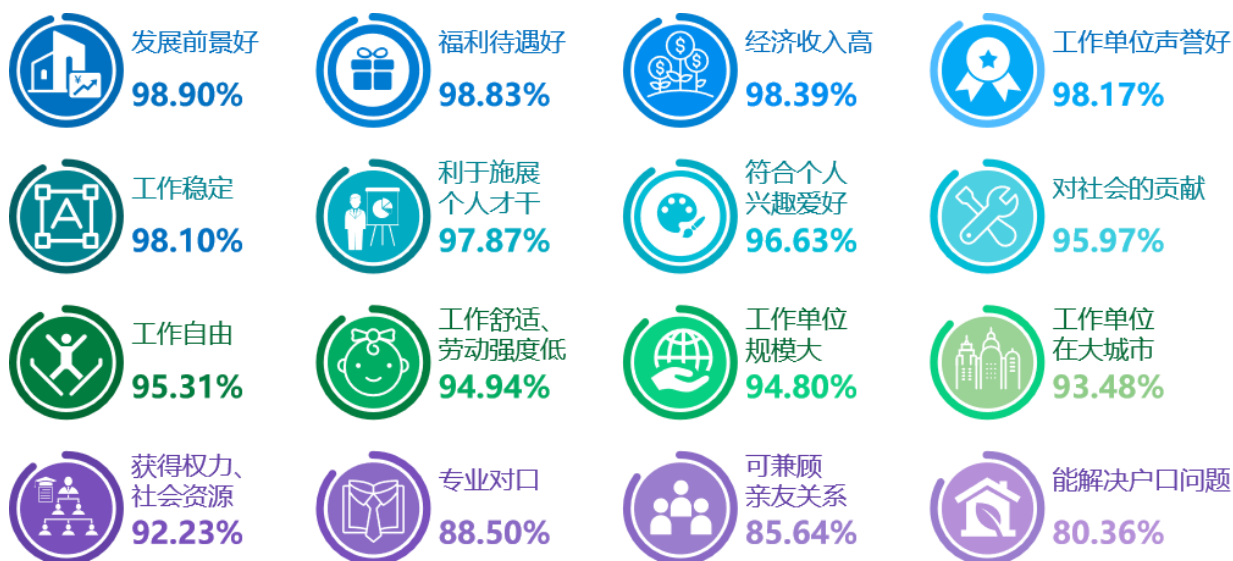 发展前景好
98.90%
福利待遇好
98.83%
经济收入高
98.39%
工作单位声誉好
98.17%
工作稳定
98.10%
利于施展
个人才干
97.87%
符合个人
兴趣爱好
96.63%
对社会的贡献
95.97%
工作自由
95.31%
工作舒适、
劳动强度低
94.94%
工作单位
规模大
94.80%
工作单位
在大城市
93.48%
获得权力、
社会资源
92.23%
专业对口
88.50%
可兼顾
亲友关系
85.64%
能解决户口问题
80.36%